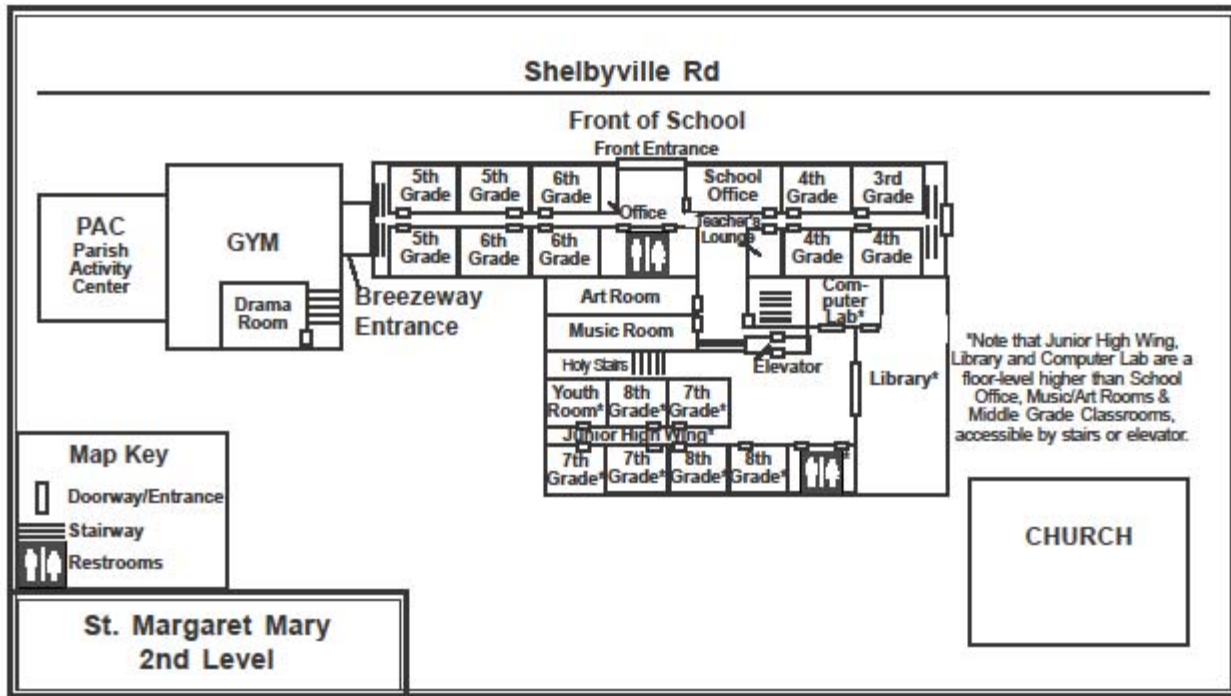 Shelbyville Rd
Front of School
Front Entrance
5th
Grade
5th
Grade
6th
Grade
Office
School
Office
4th
Grade
3rd
Grade
5th
Grade
6th
Grade
6th
Grade
Teacher's
Lounge
4th
Grade
4th
Grade
PAC
Parish
Activity
Center
GYM
Drama
Room
Breezeway
Entrance
Art Room
Music Room
Com-
puter
Lab*
Elevator
Library*
Holy Stairs
Youth
Room*
8th
Grade*
7th
Grade*
Junior High Wing*
7th
Grade*
7th
Grade*
8th
Grade*
8th
Grade*
*
*Note that Junior High Wing,
Library and Computer Lab are a
floor-level higher than School
Office, Music/Art Rooms &
Middle Grade Classrooms,
accessible by stairs or elevator.
CHURCH
Map Key
Doorway/Entrance
Stairway
Restrooms
St. Margaret Mary
2nd Level